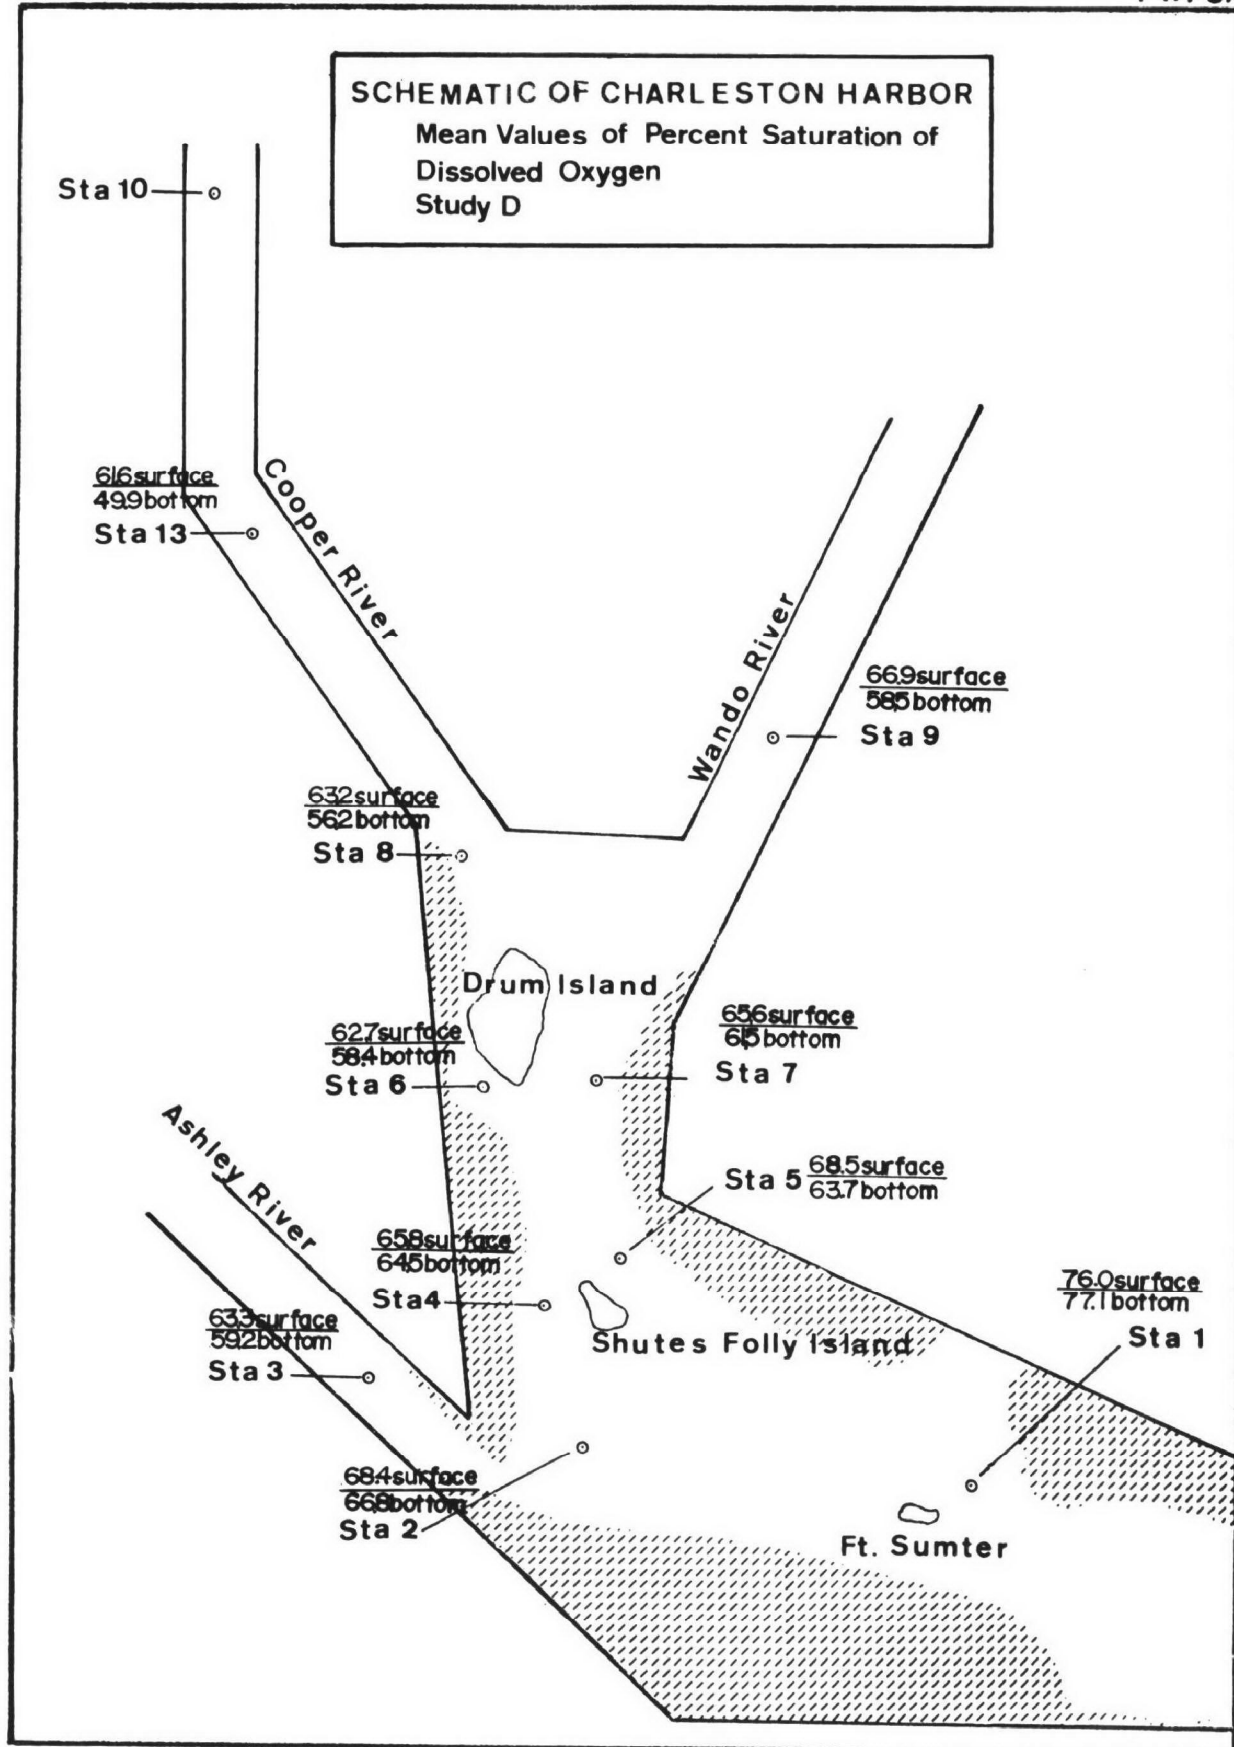 SCHEMATIC OF CHARLESTON HARBOR
Mean Values of Percent Saturation of
Dissolved Oxygen
Study D
Sta 10
61.6 surface
49.9 bottom
Sta 13
Cooper River
Wando River
66.9 surface
58.5 bottom
Sta 9
63.2 surface
56.2 bottom
Sta 8
Drum Island
62.7 surface
58.4 bottom
Sta 6
65.6 surface
61.5 bottom
Sta 7
Ashley River
Sta 5
68.5 surface
63.7 bottom
65.8 surface
64.5 bottom
Sta 4
76.0 surface
77.1 bottom
Sta 1
63.3 surface
59.2 bottom
Sta 3
Shutes Folly Island
68.4 surface
66.8 bottom
Sta 2
Ft. Sumter